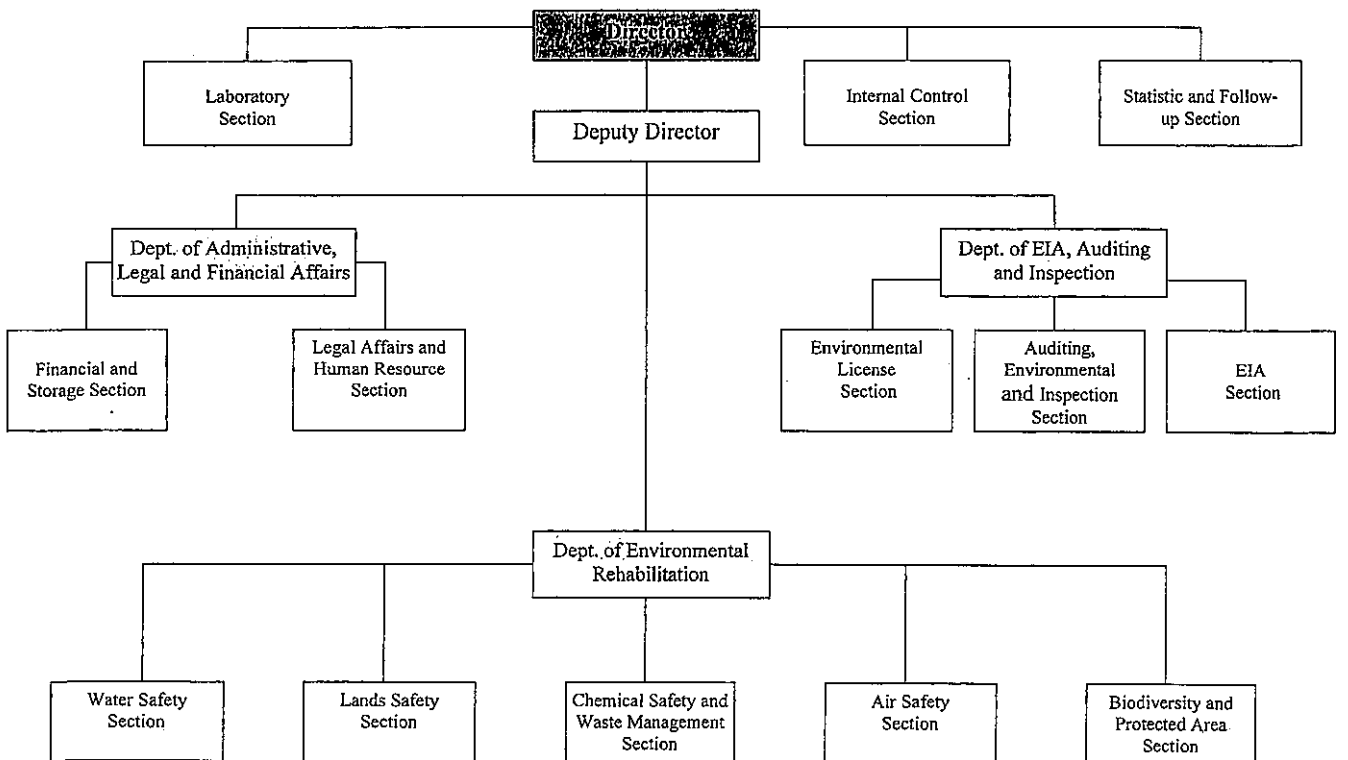 Director
Laboratory
Section
Internal Control
Section
Statistic and Follow-
up Section
Deputy Director
Dept. of Administrative,
Legal and Financial Affairs
Dept. of EIA, Auditing
and Inspection
Financial and
Storage Section
Legal Affairs and
Human Resource
Section
Environmental
License
Section
Auditing,
Environmental
and Inspection
Section
EIA
Section
Dept. of Environmental
Rehabilitation
Water Safety
Section
Lands Safety
Section
Chemical Safety and
Waste Management
Section
Air Safety
Section
Biodiversity and
Protected Area
Section